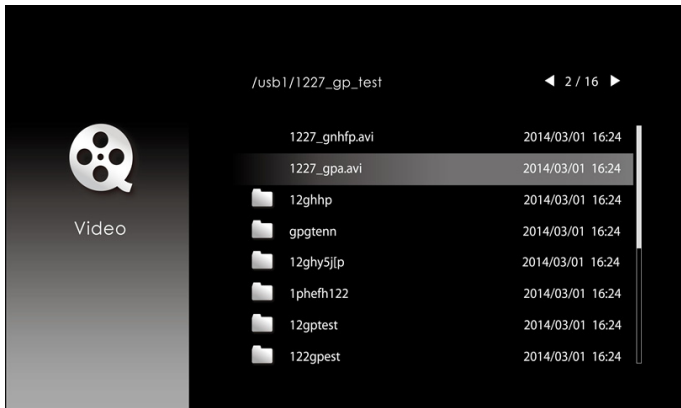 /usb1/1227_gp_test ◀ 2 / 16 ▶
1227_gnhfp.avi 2014/03/01 16:24
1227_gpa.avi 2014/03/01 16:24
12ghhp 2014/03/01 16:24
Video
gpgtenn 2014/03/01 16:24
12ghy5j[p 2014/03/01 16:24
1phefh122 2014/03/01 16:24
12gptest 2014/03/01 16:24
122gpest 2014/03/01 16:24